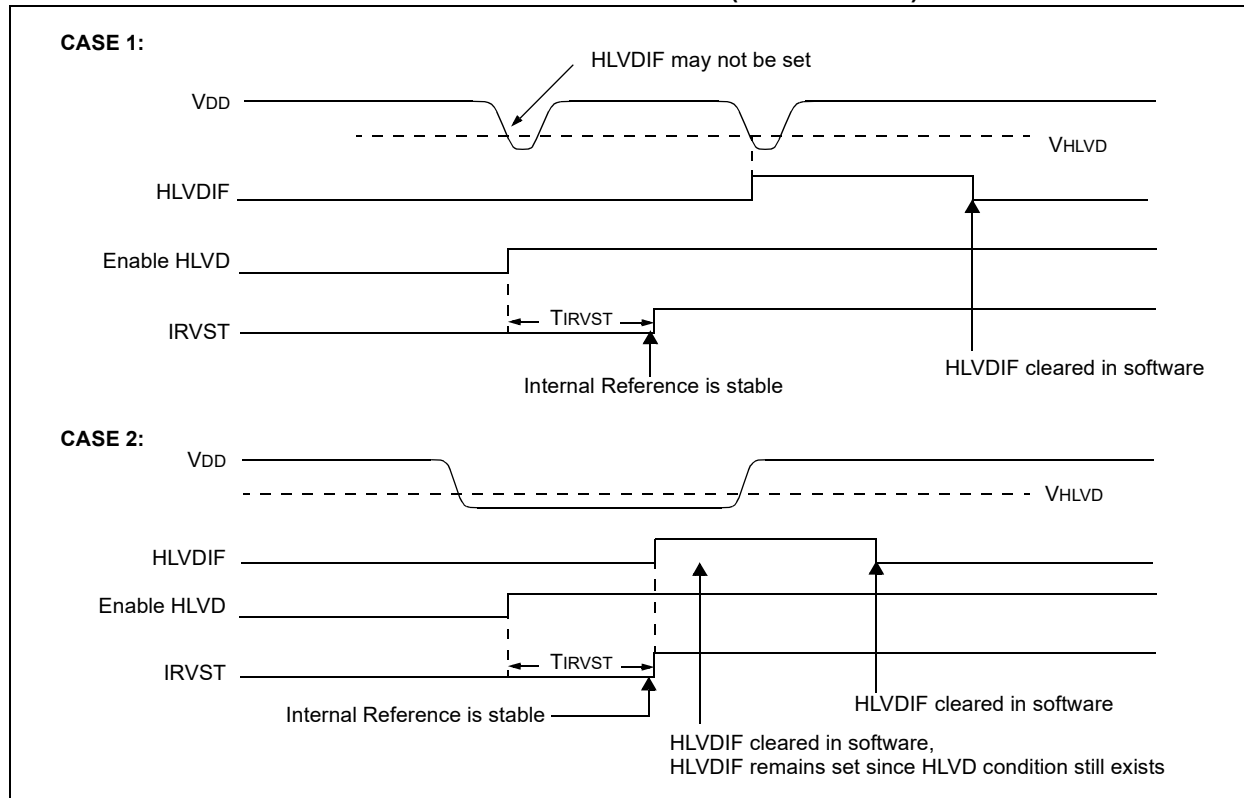 CASE 1:
HLVDIF may not be set
VDD
VHLVD
HLVDIF
Enable HLVD
TIRVST
IRVST
HLVDIF cleared in software
Internal Reference is stable
CASE 2:
VDD
VHLVD
HLVDIF
Enable HLVD
TIRVST
IRVST
HLVDIF cleared in software
Internal Reference is stable
HLVDIF cleared in software,
HLVDIF remains set since HLVD condition still exists